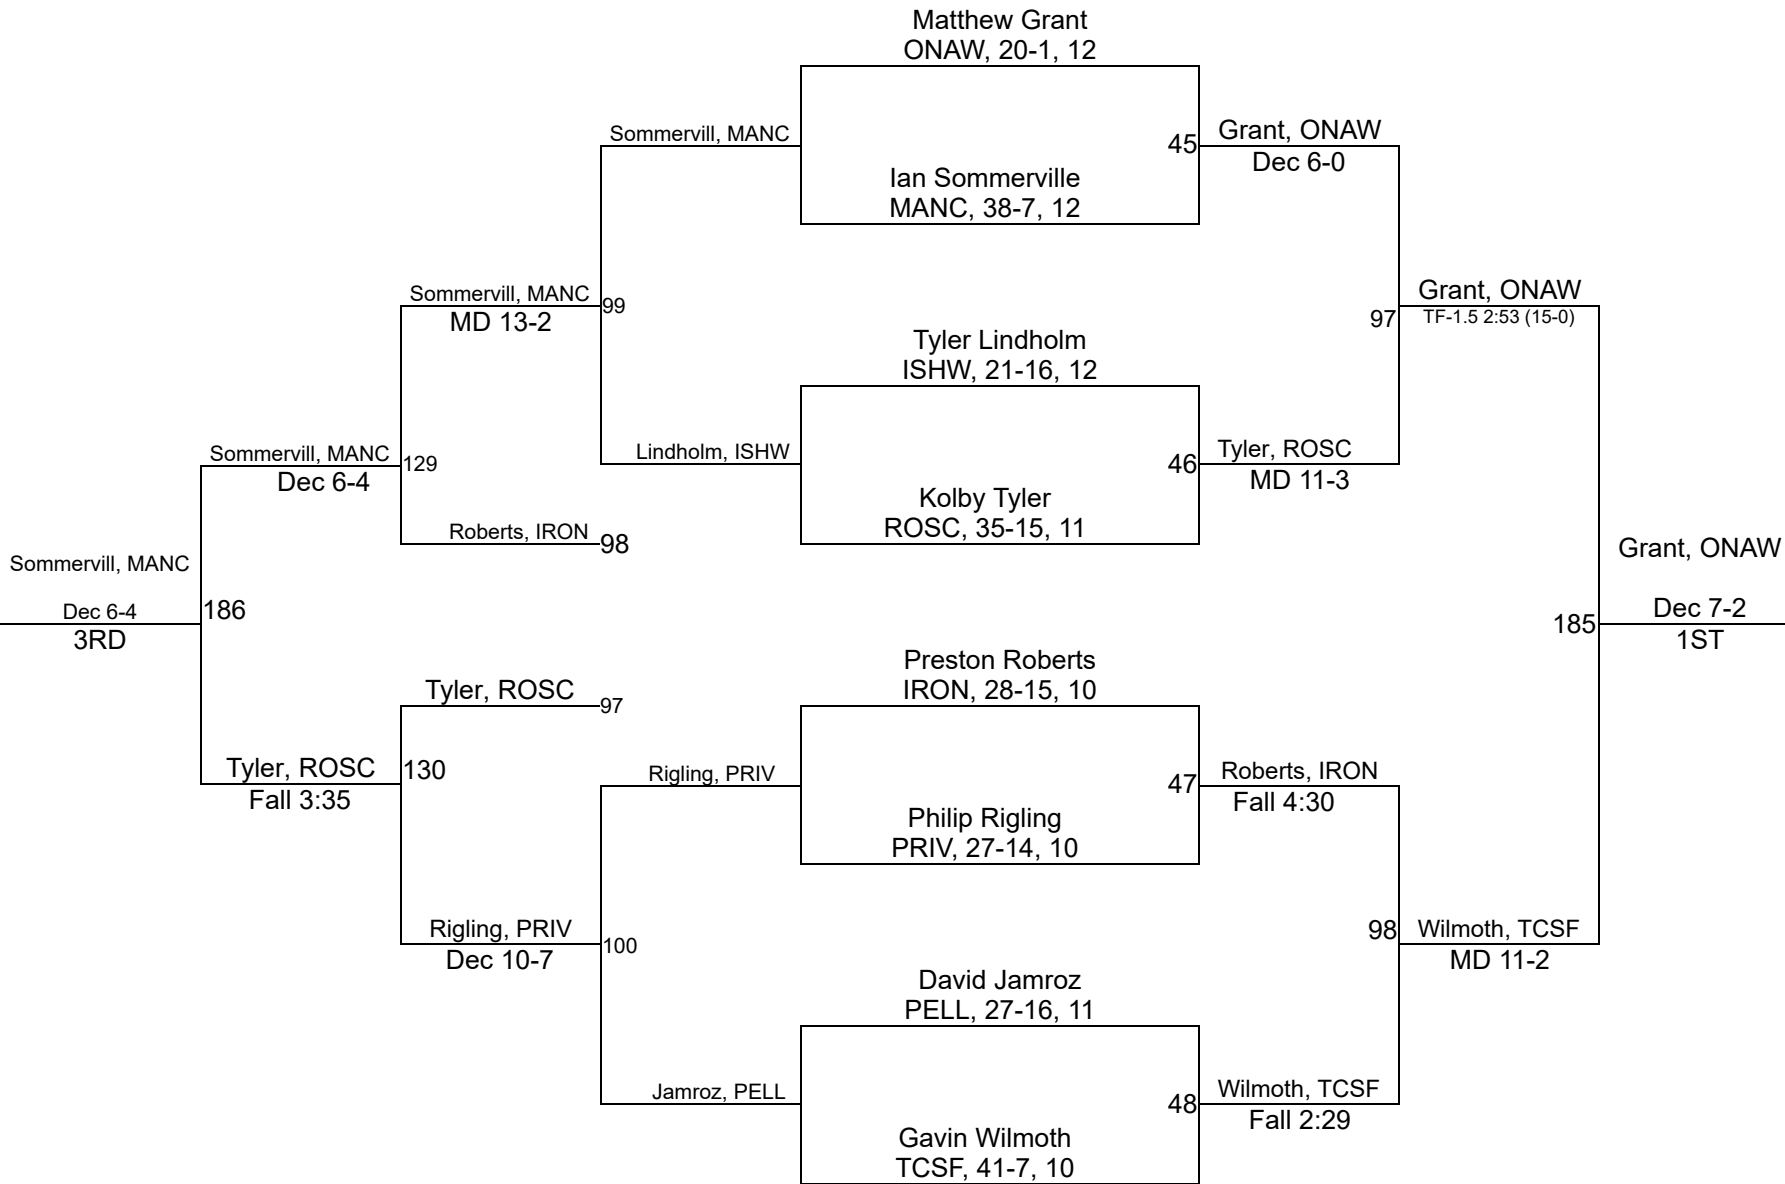 Matthew Grant
ONAW, 20-1, 12
Sommervill, MANC
45
Grant, ONAW
Dec 6-0
Ian Sommerville
MANC, 38-7, 12
Sommervill, MANC
MD 13-2
99
Grant, ONAW
TF-1.5 2:53 (15-0)
97
Tyler Lindholm
ISHW, 21-16, 12
Sommervill, MANC
Dec 6-4
129
Lindholm, ISHW
46
Tyler, ROSC
MD 11-3
Kolby Tyler
ROSC, 35-15, 11
Roberts, IRON
98
Sommervill, MANC
Dec 6-4
3RD
186
Grant, ONAW
185
Dec 7-2
1ST
Preston Roberts
IRON, 28-15, 10
Tyler, ROSC
97
Tyler, ROSC
Fall 3:35
130
Rigling, PRIV
47
Roberts, IRON
Fall 4:30
Philip Rigling
PRIV, 27-14, 10
Rigling, PRIV
Dec 10-7
100
98
Wilmoth, TCSF
MD 11-2
David Jamroz
PELL, 27-16, 11
Jamroz, PELL
48
Wilmoth, TCSF
Fall 2:29
Gavin Wilmoth
TCSF, 41-7, 10